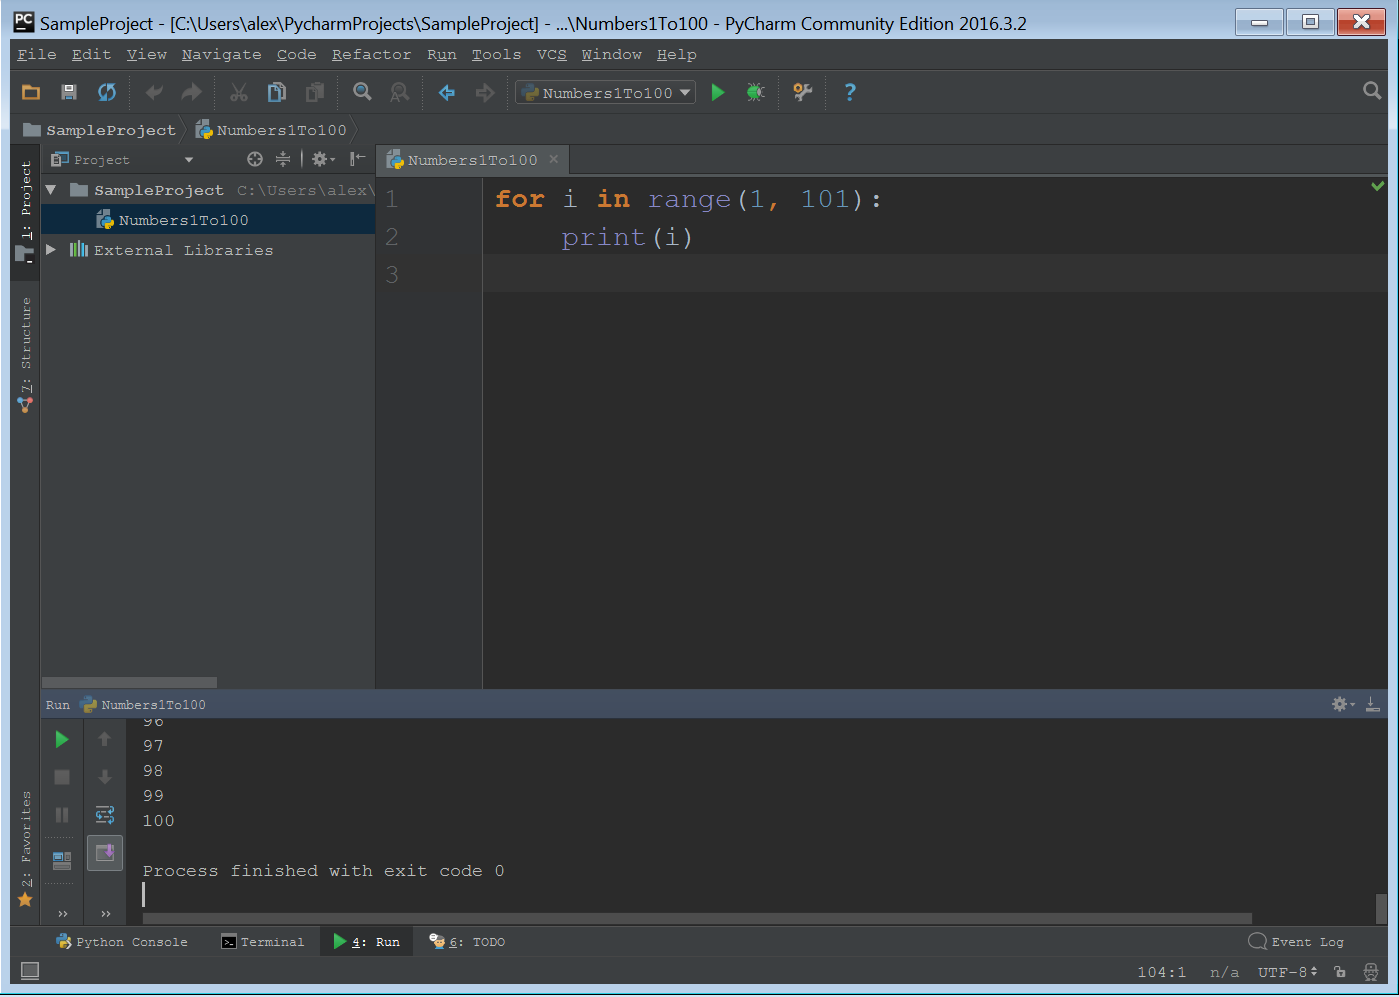 PC SampleProject - [C:\Users\alex\PycharmProjects\SampleProject] - ...\Numbers1To100 - PyCharm Community Edition 2016.3.2
File Edit View Navigate Code Refactor Run Tools VCS Window Help
Numbers1To100 ?
SampleProject Numbers1To100
Project Numbers1To100 ×
1: Project
SampleProject C:\Users\alex\
Numbers1To100
External Libraries
7: Structure
1 for i in range(1, 101):
2 print(i)
3
Run Numbers1To100
96
97
98
99
100
Process finished with exit code 0
2: Favorites
» »
Python Console Terminal 4: Run 6: TODO Event Log
104:1 n/a UTF-8